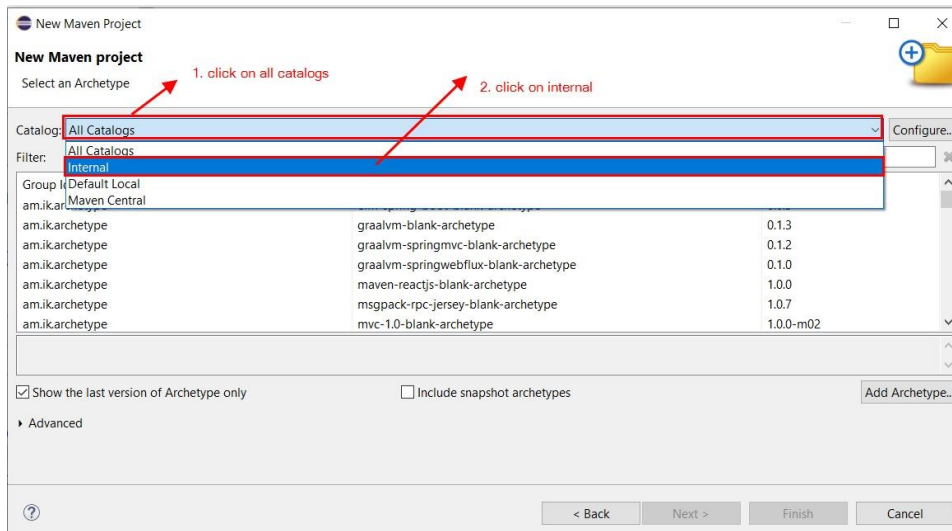 New Maven Project
New Maven project
Select an Archetype
1. click on all catalogs
2. click on internal
Catalog: All Catalogs Configure...
All Catalogs
Filter:
Internal
Group I
Default Local
Maven Central
am.ik.ar
am.ik.archetype graalvm-blank-archetype 0.1.3
am.ik.archetype graalvm-springmvc-blank-archetype 0.1.2
am.ik.archetype graalvm-springwebflux-blank-archetype 0.1.0
am.ik.archetype maven-reactjs-blank-archetype 1.0.0
am.ik.archetype msgpack-rpc-jersey-blank-archetype 1.0.7
am.ik.archetype mvc-1.0-blank-archetype 1.0.0-m02
Show the last version of Archetype only Include snapshot archetypes Add Archetype...
Advanced
< Back Next > Finish Cancel